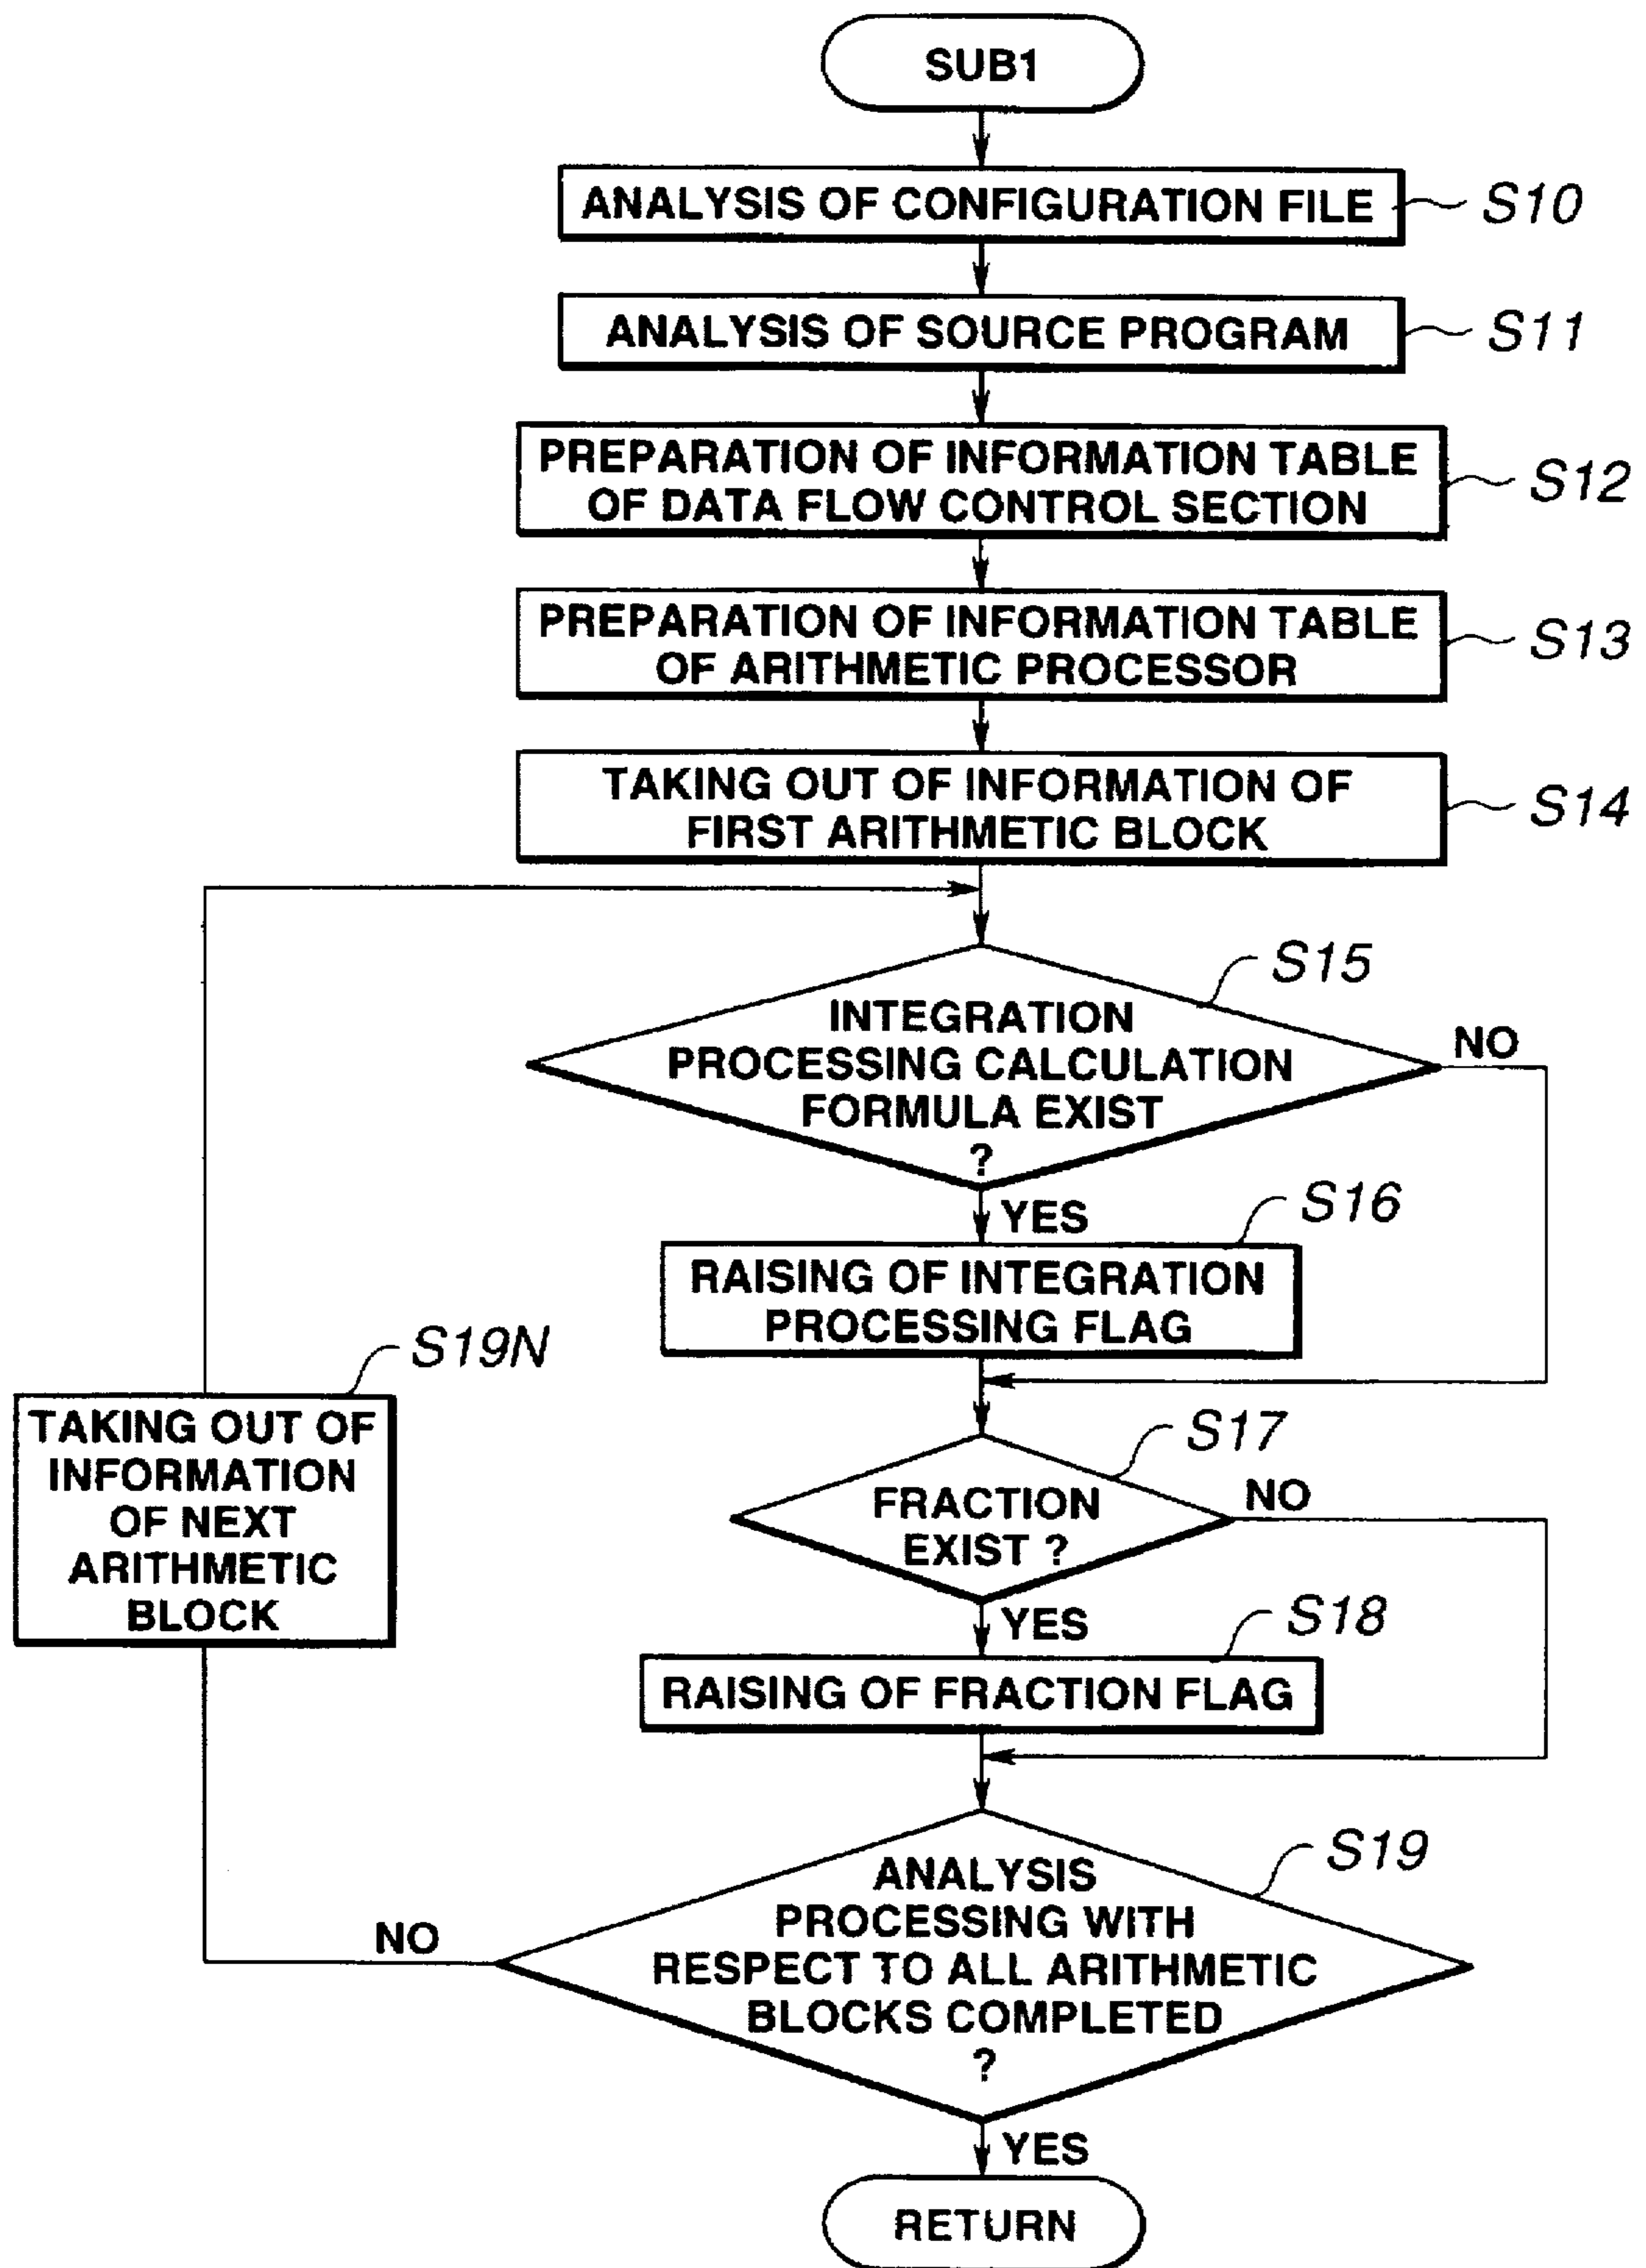 SUB1
ANALYSIS OF CONFIGURATION FILE
S10
ANALYSIS OF SOURCE PROGRAM
S11
PREPARATION OF INFORMATION TABLE
OF DATA FLOW CONTROL SECTION
S12
PREPARATION OF INFORMATION TABLE
OF ARITHMETIC PROCESSOR
S13
TAKING OUT OF INFORMATION OF
FIRST ARITHMETIC BLOCK
S14
S15
INTEGRATION
PROCESSING CALCULATION
FORMULA EXIST
?
NO
YES
S16
RAISING OF INTEGRATION
PROCESSING FLAG
S19N
TAKING OUT OF
INFORMATION
OF NEXT
ARITHMETIC
BLOCK
S17
FRACTION
EXIST ?
NO
YES
S18
RAISING OF FRACTION FLAG
S19
ANALYSIS
PROCESSING WITH
RESPECT TO ALL ARITHMETIC
BLOCKS COMPLETED
?
NO
YES
RETURN